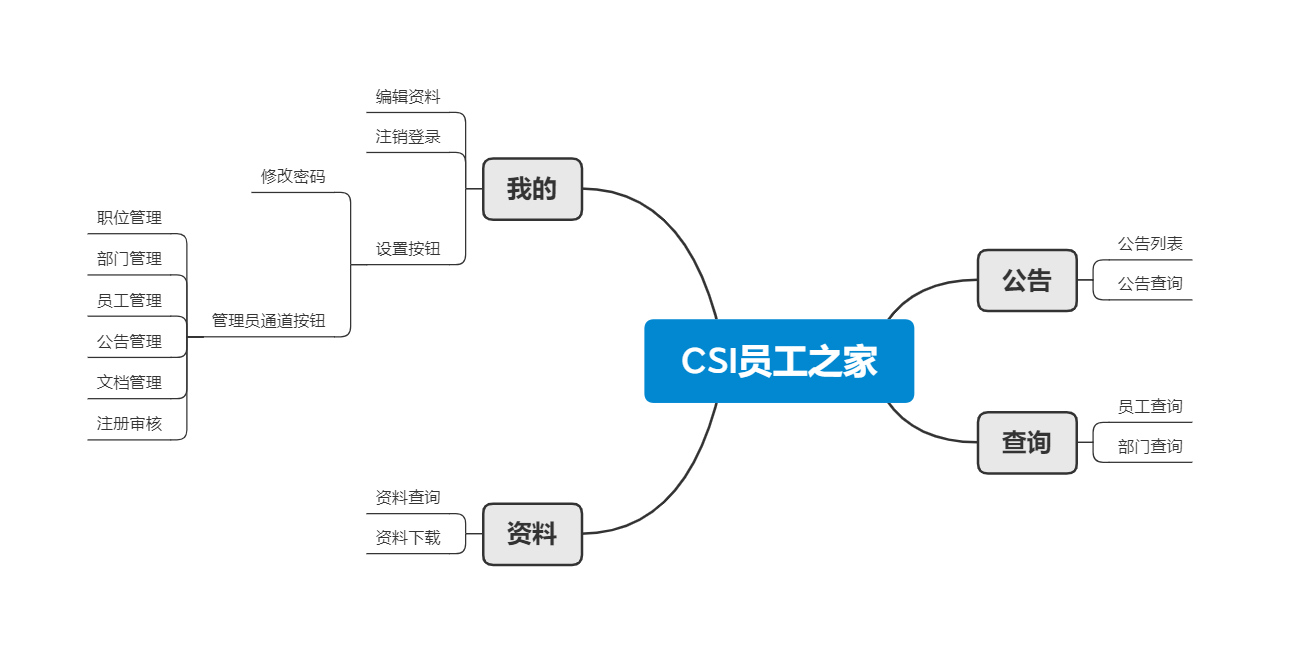 CSI员工之家
公告
公告列表
公告查询
查询
员工查询
部门查询
资料
资料查询
资料下载
我的
编辑资料
注销登录
设置按钮
修改密码
管理员通道按钮
职位管理
部门管理
员工管理
公告管理
文档管理
注册审核